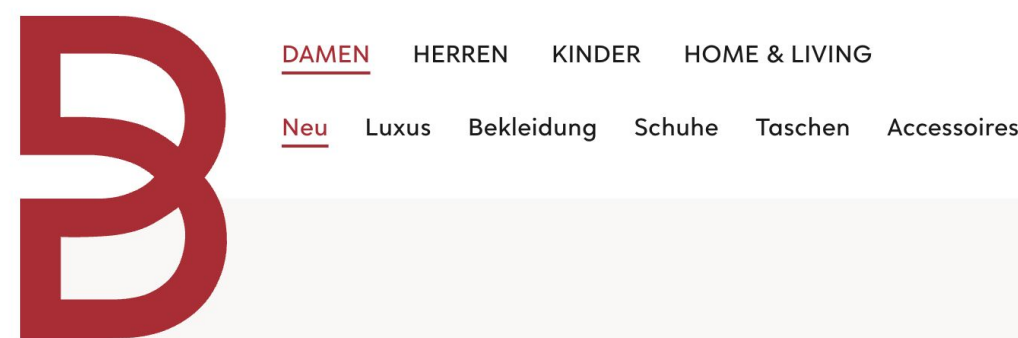 B
DAMEN HERREN KINDER HOME & LIVING
Neu Luxus Bekleidung Schuhe Taschen Accessoires